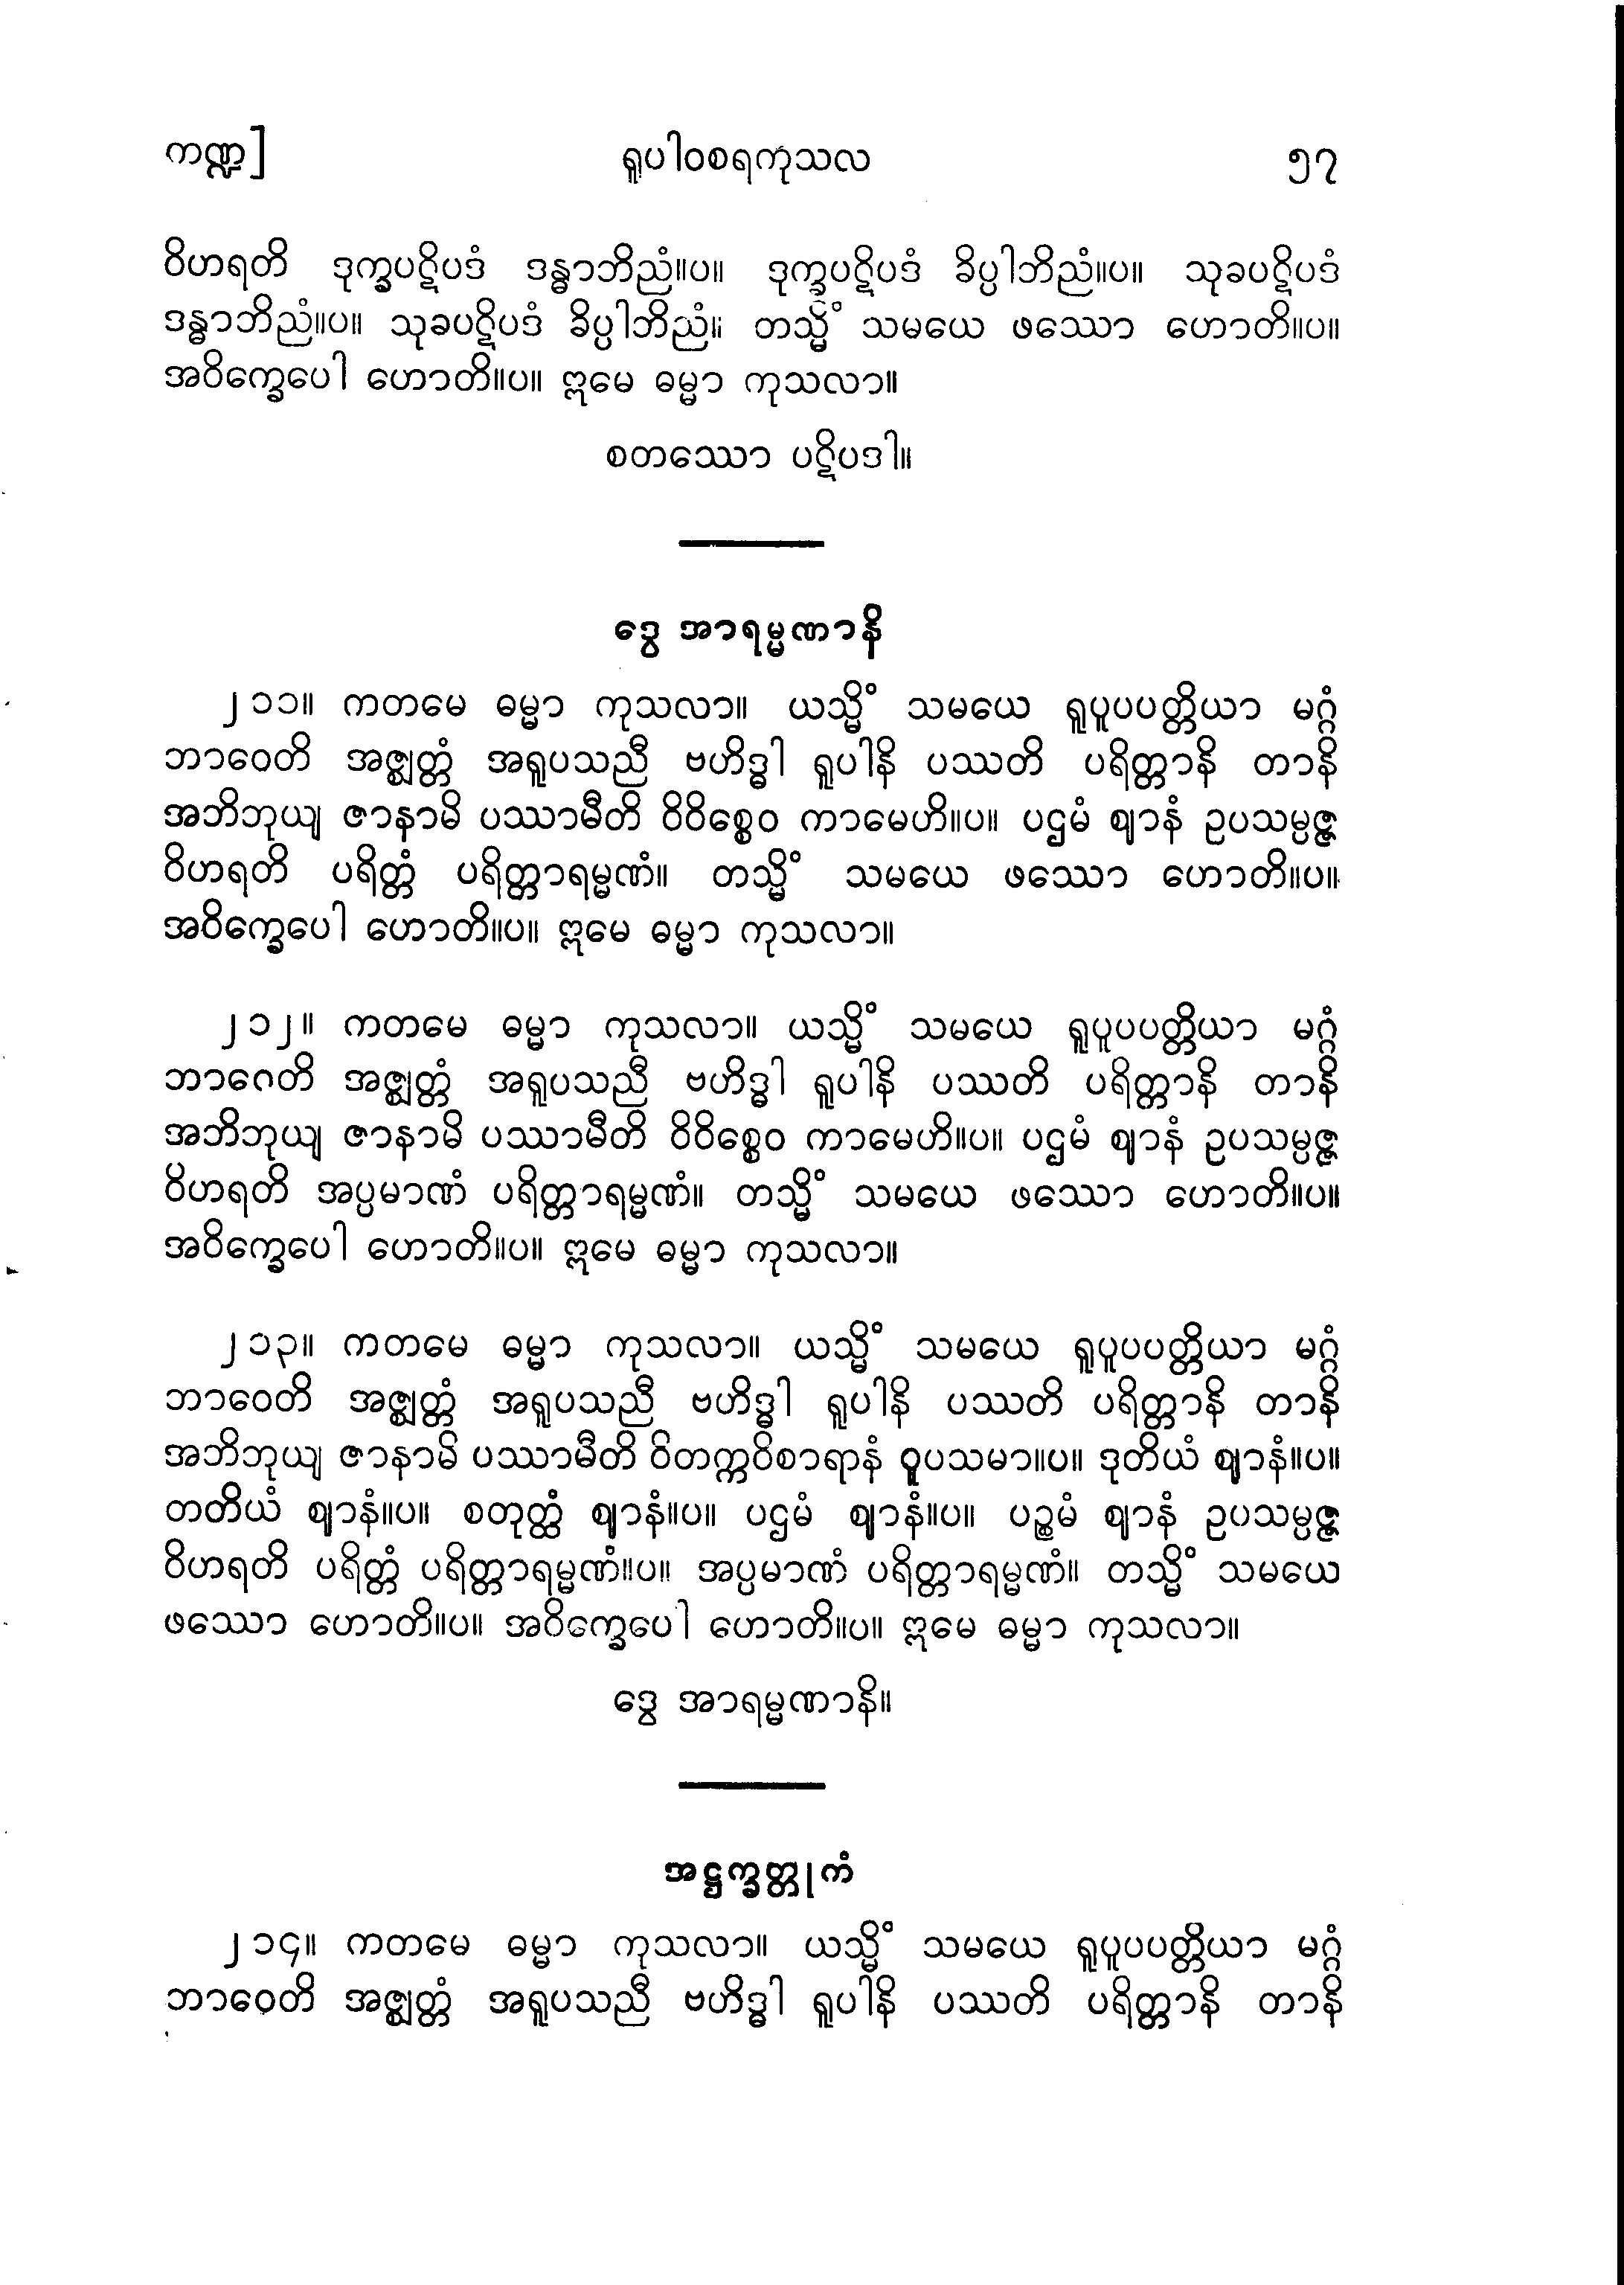 ကဏ္ဍ] ရူပါဝစရကုသလ ၅၇
ဝိဟရတိ ဒုက္ခပဋိပဒံ ဒန္ဓာဘိညံ။ပ။ ဒုက္ခပဋိပဒံ ခိပ္ပါဘိညံ။ပ။ သုခပဋိပဒံ
ဒန္ဓာဘိညံ။ပ။ သုခပဋိပဒံ ခိပ္ပါဘိညံ။ တသ္မိံ သမယေ ဖဿော ဟောတိ။ပ။
အဝိက္ခေပေါ ဟောတိ။ပ။ ဣမေ ဓမ္မာ ကုသလာ။
စတဿော ပဋိပဒါ။
ဒွေ အာရမ္မဏာနိ
၂၁၁။ ကတမေ ဓမ္မာ ကုသလာ။ ယသ္မိံ သမယေ ရူပူပပတ္တိယာ မဂ္ဂံ
ဘာဝေတိ အဇ္ဈတ္တံ အရူပသညီ ဗဟိဒ္ဓါ ရူပါနိ ပဿတိ ပရိတ္တာနိ တာနိ
အဘိဘုယျ ဇာနာမိ ပဿာမီတိ ဝိဝိစ္စေဝ ကာမေဟိ။ပ။ ပဌမံ ဈာနံ ဥပသမ္ပဇ္ဇ
ဝိဟရတိ ပရိတ္တံ ပရိတ္တာရမ္မဏံ။ တသ္မိံ သမယေ ဖဿော ဟောတိ။ပ။
အဝိက္ခေပေါ ဟောတိ။ပ။ ဣမေ ဓမ္မာ ကုသလာ။
၂၁၂။ ကတမေ ဓမ္မာ ကုသလာ။ ယသ္မိံ သမယေ ရူပူပပတ္တိယာ မဂ္ဂံ
ဘာဂေတိ အဇ္ဈတ္တံ အရူပသညီ ဗဟိဒ္ဓါ ရူပါနိ ပဿတိ ပရိတ္တာနိ တာနိ
အဘိဘုယျ ဇာနာမိ ပဿာမီတိ ဝိဝိစ္စေဝ ကာမေဟိ။ပ။ ပဌမံ ဈာနံ ဥပသမ္ပဇ္ဇ
ဝိဟရတိ အပ္ပမာဏံ ပရိတ္တာရမ္မဏံ။ တသ္မိံ သမယေ ဖဿော ဟောတိ။ပ။
အဝိက္ခေပေါ ဟောတိ။ပ။ ဣမေ ဓမ္မာ ကုသလာ။
၂၁၃။ ကတမေ ဓမ္မာ ကုသလာ။ ယသ္မိံ သမယေ ရူပူပပတ္တိယာ မဂ္ဂံ
ဘာဝေတိ အဇ္ဈတ္တံ အရူပသညီ ဗဟိဒ္ဓါ ရူပါနိ ပဿတိ ပရိတ္တာနိ တာနိ
အဘိဘုယျ ဇာနာမိ ပဿာမီတိ ဝိတက္ကဝိစာရာနံ ဝူပသမာ။ပ။ ဒုတိယံ ဈာနံ။ပ။
တတိယံ ဈာနံ။ပ။ စတုတ္ထံ ဈာနံ။ပ။ ပဌမံ ဈာနံ။ပ။ ပဉ္စမံ ဈာနံ ဥပသမ္ပဇ္ဇ
ဝိဟရတိ ပရိတ္တံ ပရိတ္တာရမ္မဏံ။ပ။ အပ္ပမာဏံ ပရိတ္တာရမ္မဏံ။ တသ္မိံ သမယေ
ဖဿော ဟောတိ။ပ။ အဝိက္ခေပေါ ဟောတိ။ပ။ ဣမေ ဓမ္မာ ကုသလာ။
ဒွေ အာရမ္မဏာနိ။
အဋ္ဌက္ခတ္တုကံ
၂၁၄။ ကတမေ ဓမ္မာ ကုသလာ။ ယသ္မိံ သမယေ ရူပူပပတ္တိယာ မဂ္ဂံ
ဘာဝေတိ အဇ္ဈတ္တံ အရူပသညီ ဗဟိဒ္ဓါ ရူပါနိ ပဿတိ ပရိတ္တာနိ တာနိ